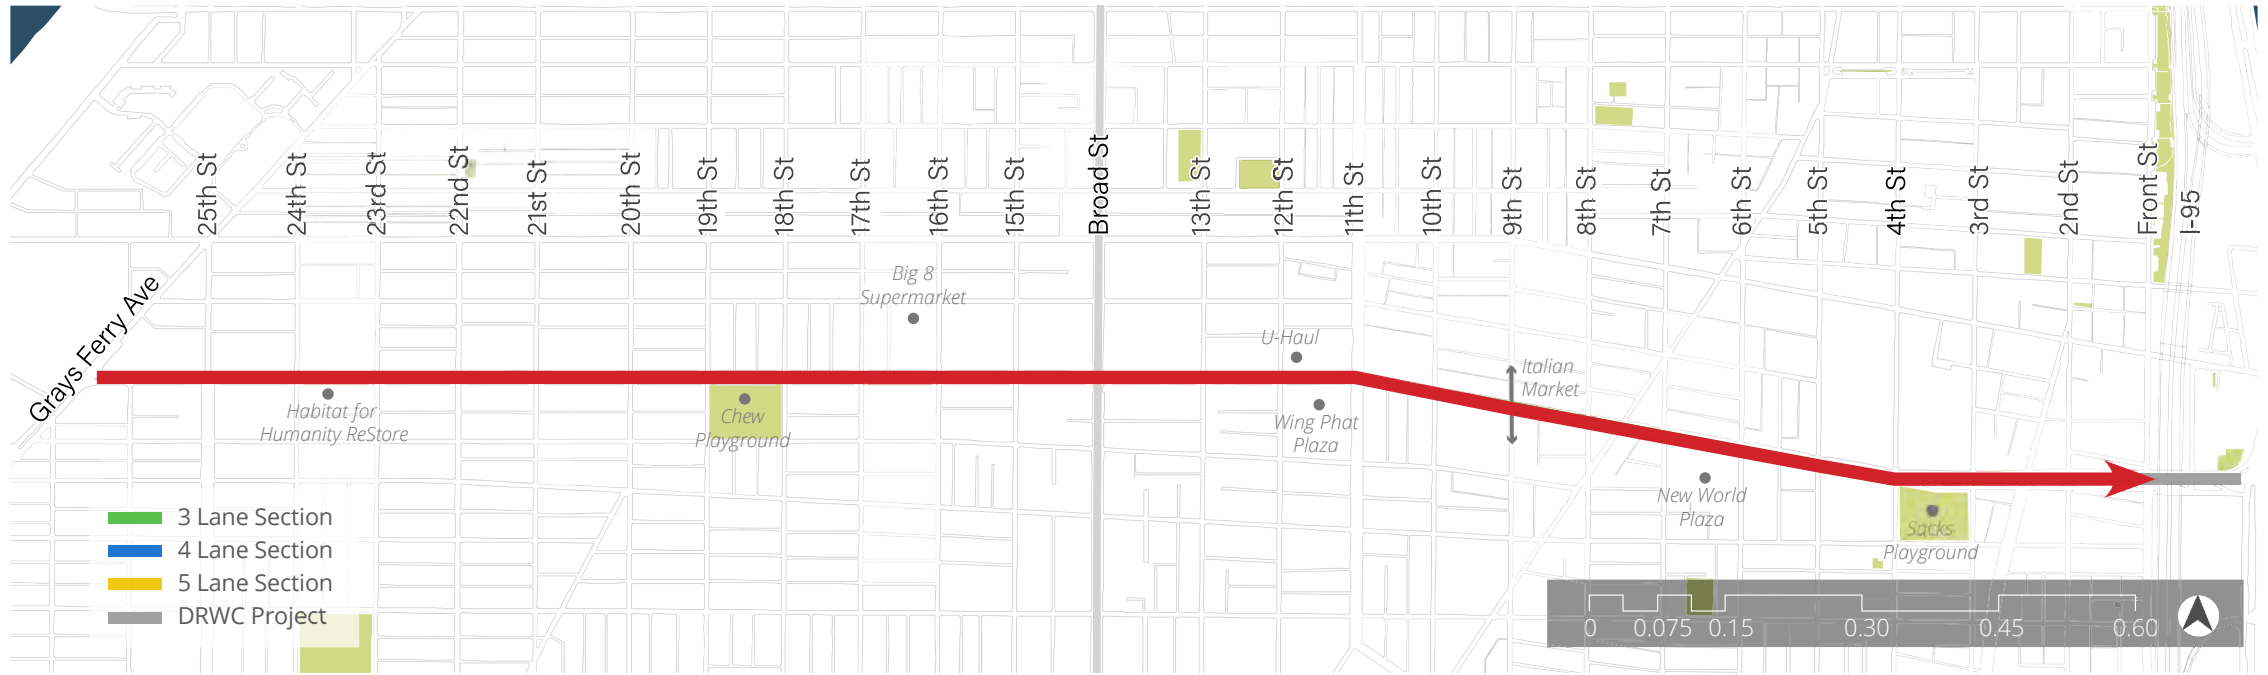 25th St
24th St
23rd St
22nd St
21st St
20th St
19th St
18th St
17th St
16th St
15th St
Broad St
13th St
12th St
11th St
10th St
9th St
8th St
7th St
6th St
5th St
4th St
3rd St
2nd St
Front St
I-95
Grays Ferry Ave
Big 8
Supermarket
U-Haul
Italian
Market
Habitat for
Humanity ReStore
Chew
Playground
Wing Phat
Plaza
New World
Plaza
Sacks
Playground
3 Lane Section
4 Lane Section
5 Lane Section
DRWC Project
0 0.075 0.15 0.30 0.45 0.60